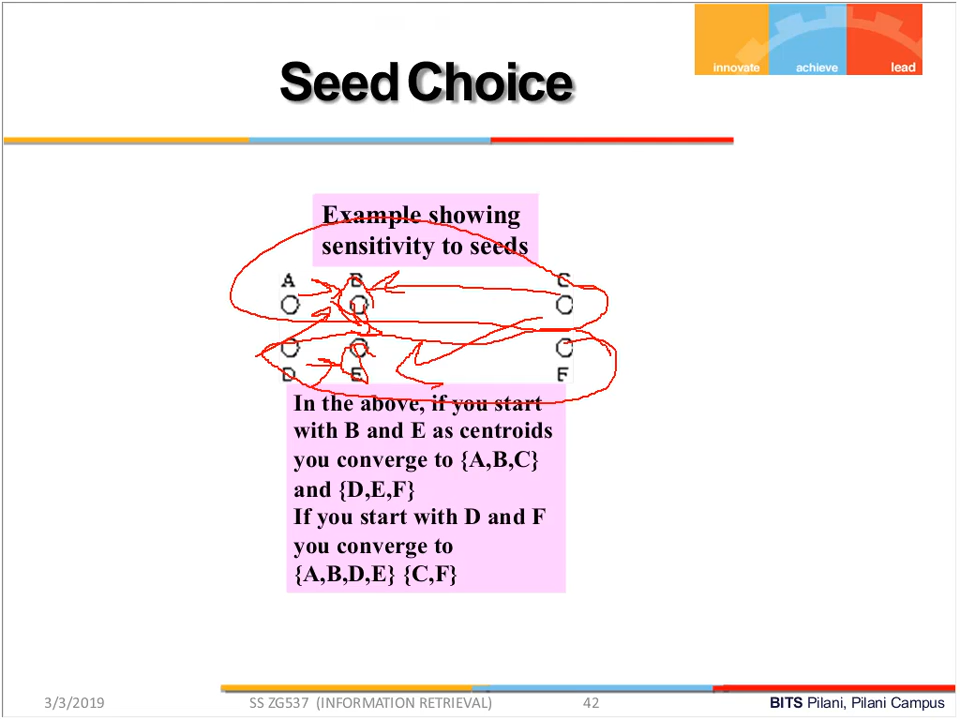 innovate achieve lead
Seed Choice
Example showing
sensitivity to seeds
A B C
D E F
In the above, if you start
with B and E as centroids
you converge to {A,B,C}
and {D,E,F}
If you start with D and F
you converge to
{A,B,D,E} {C,F}
3/3/2019 SS ZG537 (INFORMATION RETRIEVAL) 42 BITS Pilani, Pilani Campus